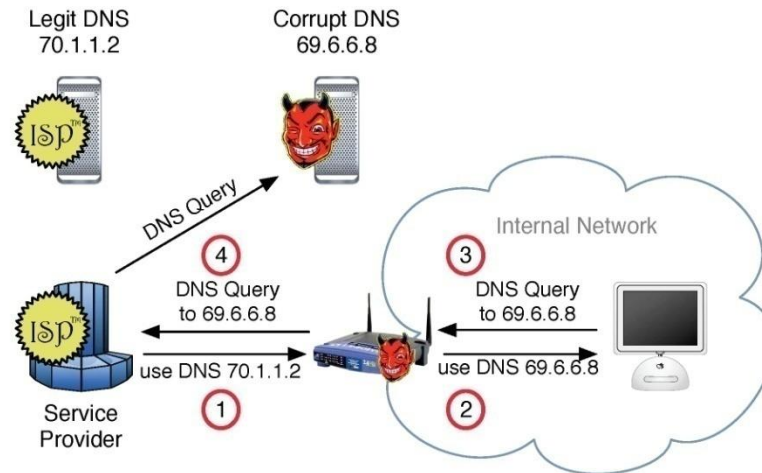 Legit DNS
70.1.1.2
Corrupt DNS
69.6.6.8
ISP™
DNS Query
Internal Network
4
3
DNS Query
to 69.6.6.8
DNS Query
to 69.6.6.8
ISP™
use DNS 70.1.1.2
use DNS 69.6.6.8
1
2
Service
Provider